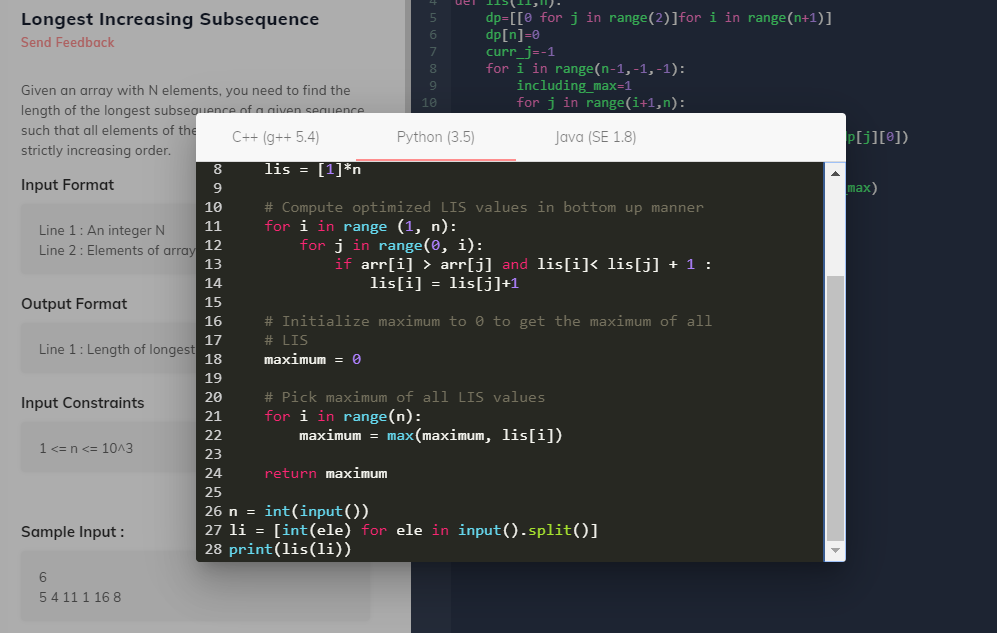 Longest Increasing Subsequence
Send Feedback
Given an array with N elements, you need to find the
length of the longest subsequence of a given sequence
such that all elements of the
strictly increasing order.
Input Format
Line 1 : An integer N
Line 2 : Elements of array
Output Format
Line 1 : Length of longest
Input Constraints
1 <= n <= 10^3
Sample Input :
6
5 4 11 1 16 8
4 def lis(li,n):
5 dp=[[0 for j in range(2)]for i in range(n+1)]
6 dp[n]=0
7 curr_j=-1
8 for i in range(n-1,-1,-1):
9 including_max=1
10 for j in range(i+1,n):
p[j][0])
max)
C++ (g++ 5.4)
Python (3.5)
Java (SE 1.8)
8 lis = [1]*n
9
10 # Compute optimized LIS values in bottom up manner
11 for i in range (1, n):
12 for j in range(0, i):
13 if arr[i] > arr[j] and lis[i]< lis[j] + 1 :
14 lis[i] = lis[j]+1
15
16 # Initialize maximum to 0 to get the maximum of all
17 # LIS
18 maximum = 0
19
20 # Pick maximum of all LIS values
21 for i in range(n):
22 maximum = max(maximum, lis[i])
23
24 return maximum
25
26 n = int(input())
27 li = [int(ele) for ele in input().split()]
28 print(lis(li))